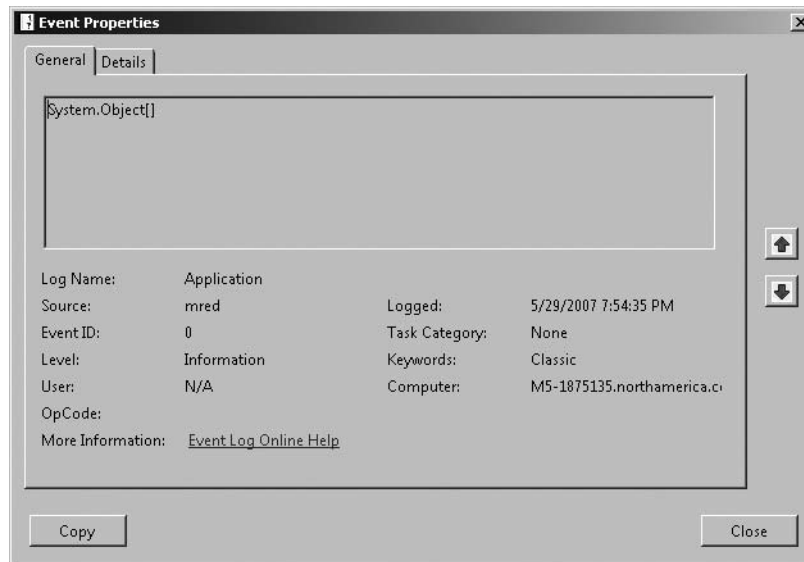 Event Properties
General Details
System.Object[]
Log Name: Application
Source: mred Logged: 5/29/2007 7:54:35 PM
Event ID: 0 Task Category: None
Level: Information Keywords: Classic
User: N/A Computer: M5-1875135.northamerica.c
OpCode:
More Information: Event Log Online Help
Copy Close